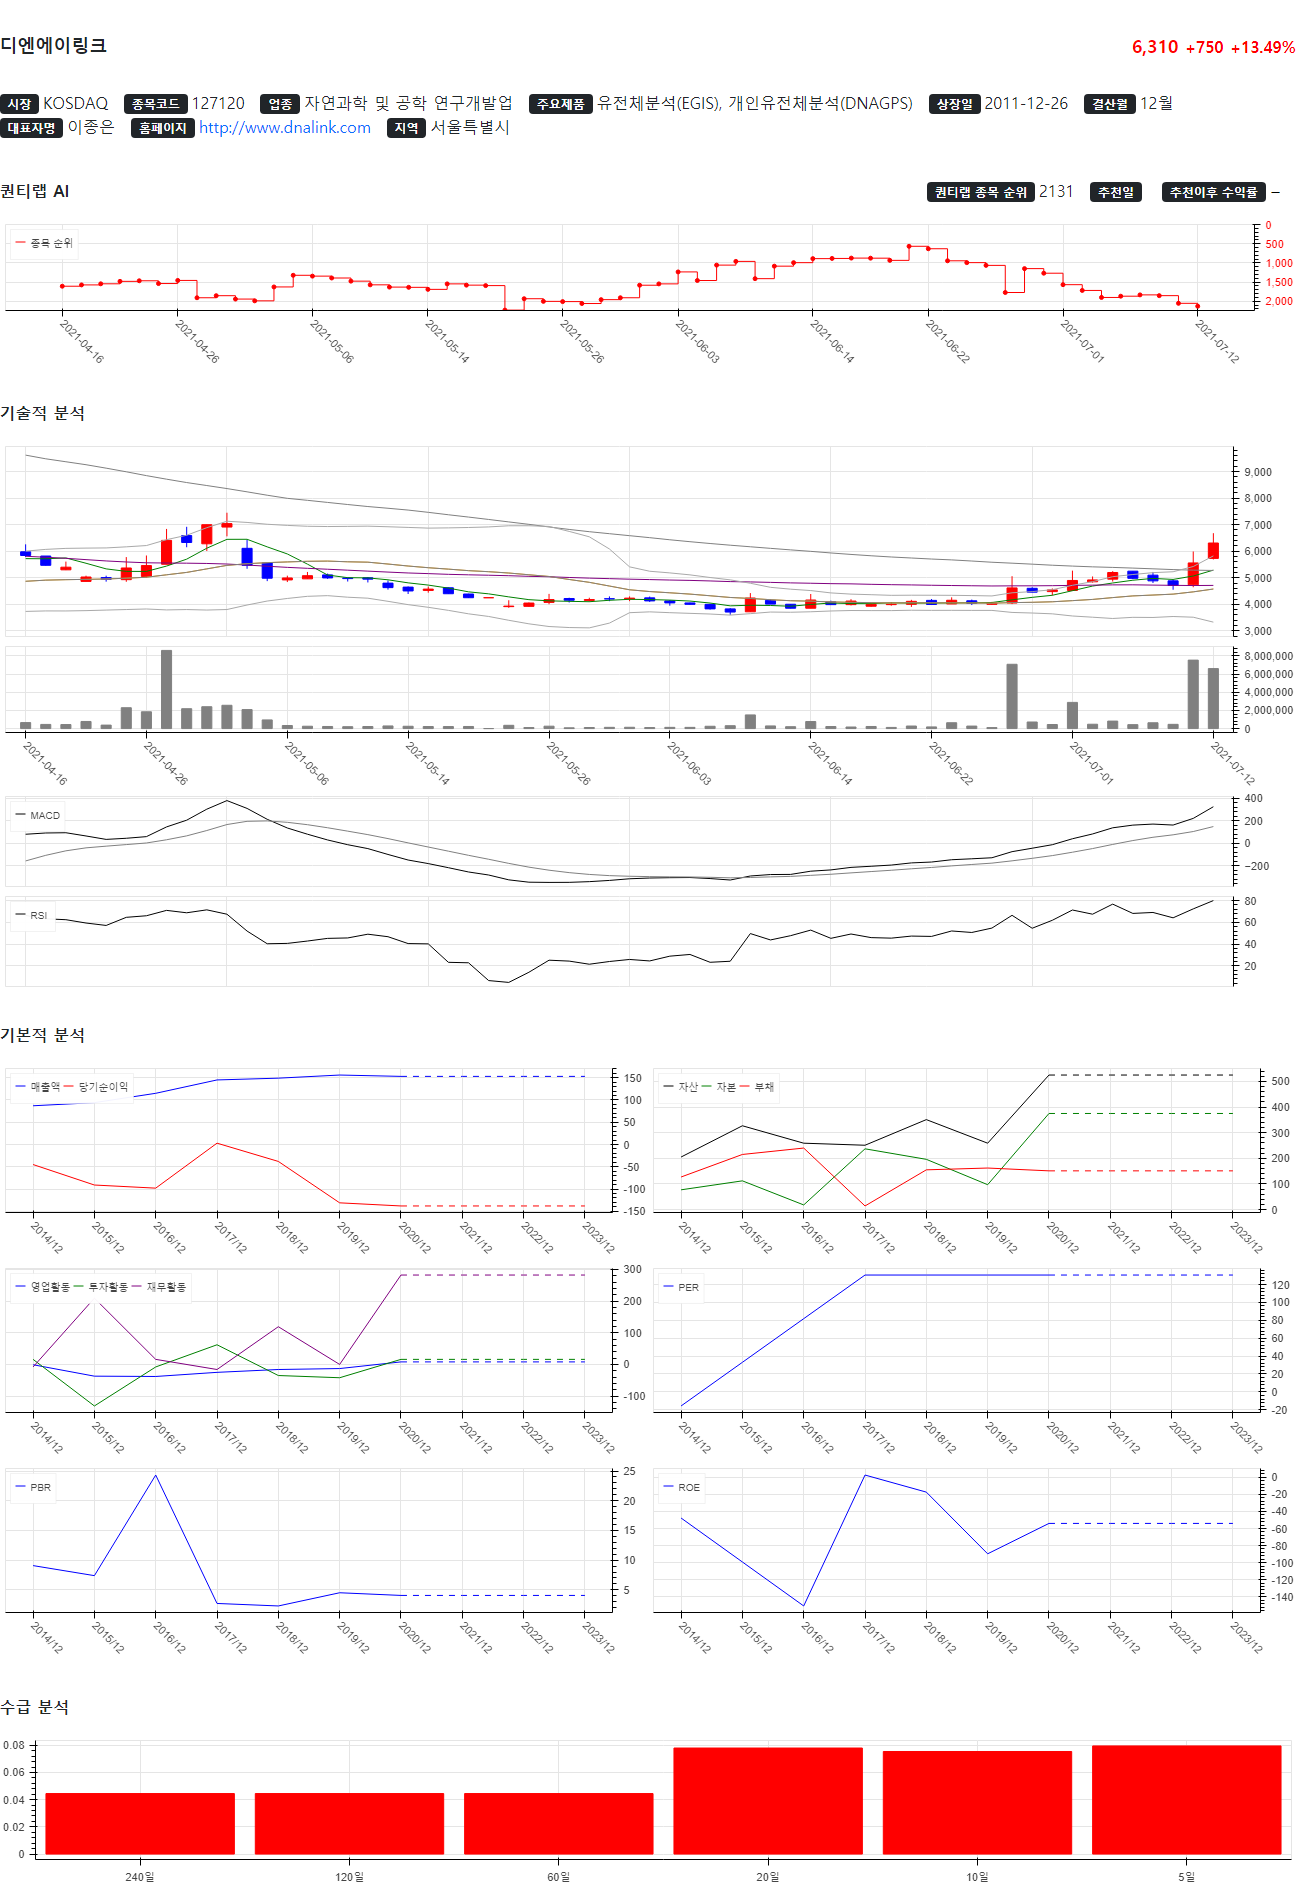 디엔에이링크
6,310 +750 +13.49%
시장 KOSDAQ 종목코드 127120 업종 자연과학 및 공학 연구개발업 주요제품 유전체분석(EGIS), 개인유전체분석(DNAGPS) 상장일 2011-12-26 결산월 12월
대표자명 이종은 홈페이지 http://www.dnalink.com 지역 서울특별시
퀀티랩 AI
퀀티랩 종목 순위 2131 추천일 추천이후 수익률 –
종목 순위
0
500
1,000
1,500
2,000
2021-04-16 2021-04-26 2021-05-06 2021-05-14 2021-05-26 2021-06-03 2021-06-14 2021-06-22 2021-07-01 2021-07-12
기술적 분석
9,000
8,000
7,000
6,000
5,000
4,000
3,000
8,000,000
6,000,000
4,000,000
2,000,000
0
2021-04-16 2021-04-26 2021-05-06 2021-05-14 2021-05-26 2021-06-03 2021-06-14 2021-06-22 2021-07-01 2021-07-12
MACD
400
200
0
−200
RSI
80
60
40
20
기본적 분석
매출액 당기순이익
150
100
50
0
-50
-100
-150
2014/12 2015/12 2016/12 2017/12 2018/12 2019/12 2020/12 2021/12 2022/12 2023/12
자산 자본 부채
500
400
300
200
100
0
2014/12 2015/12 2016/12 2017/12 2018/12 2019/12 2020/12 2021/12 2022/12 2023/12
영업활동 투자활동 재무활동
300
200
100
0
-100
2014/12 2015/12 2016/12 2017/12 2018/12 2019/12 2020/12 2021/12 2022/12 2023/12
PER
120
100
80
60
40
20
0
-20
2014/12 2015/12 2016/12 2017/12 2018/12 2019/12 2020/12 2021/12 2022/12 2023/12
PBR
25
20
15
10
5
2014/12 2015/12 2016/12 2017/12 2018/12 2019/12 2020/12 2021/12 2022/12 2023/12
ROE
0
-20
-40
-60
-80
-100
-120
-140
2014/12 2015/12 2016/12 2017/12 2018/12 2019/12 2020/12 2021/12 2022/12 2023/12
수급 분석
0.08
0.06
0.04
0.02
0
240일 120일 60일 20일 10일 5일